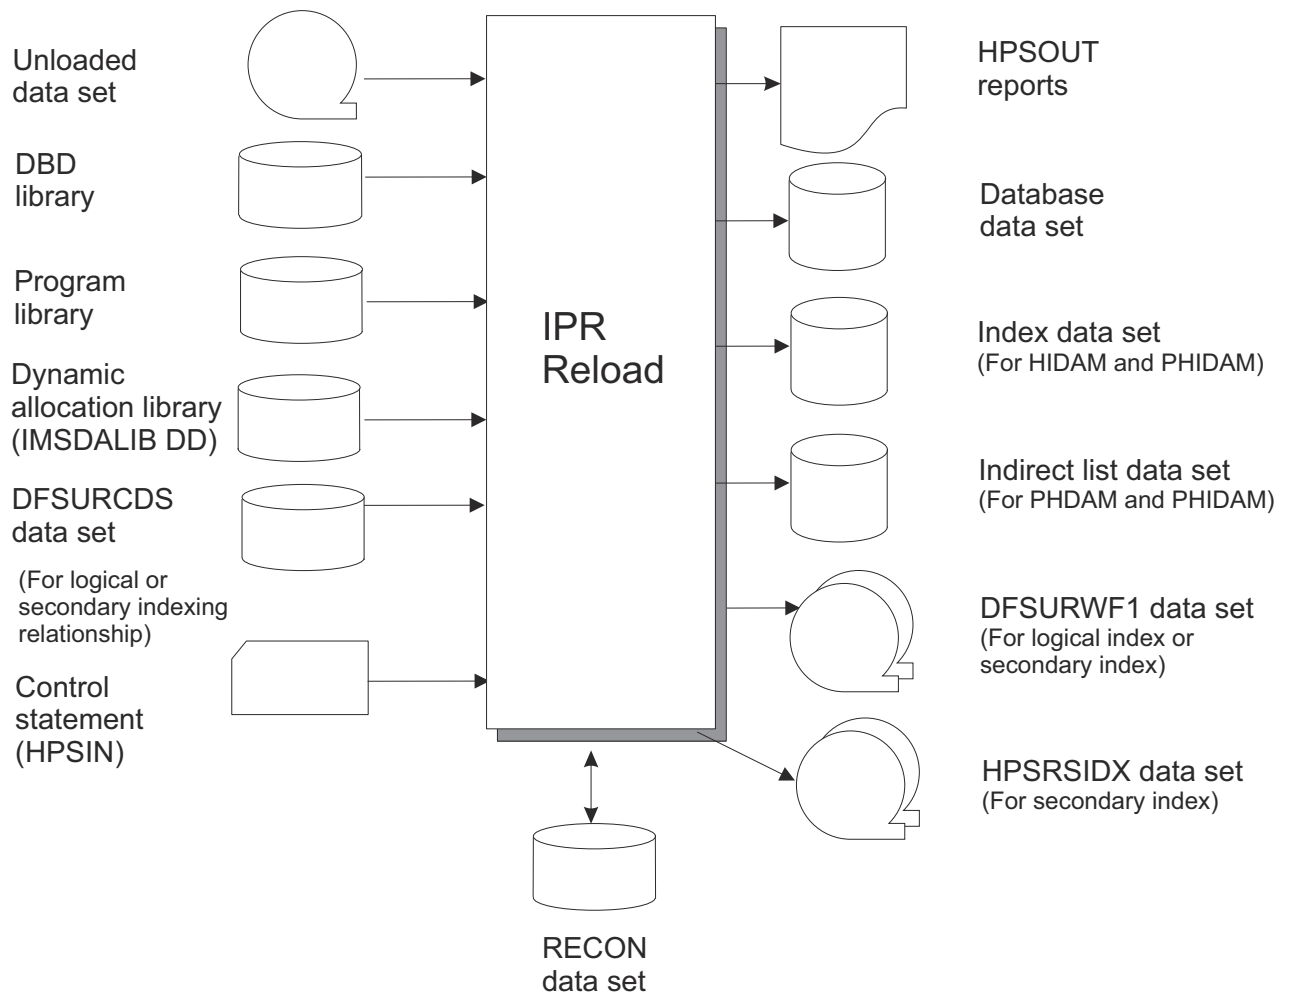 Unloaded
data set
DBD
library
Program
library
Dynamic
allocation library
(IMSDALIB DD)
DFSURCDS
data set
(For logical or
secondary indexing
relationship)
Control
statement
(HPSIN)
IPR
Reload
RECON
data set
HPSOUT
reports
Database
data set
Index data set
(For HIDAM and PHIDAM)
Indirect list data set
(For PHDAM and PHIDAM)
DFSURWF1 data set
(For logical index or
secondary index)
HPSRSIDX data set
(For secondary index)